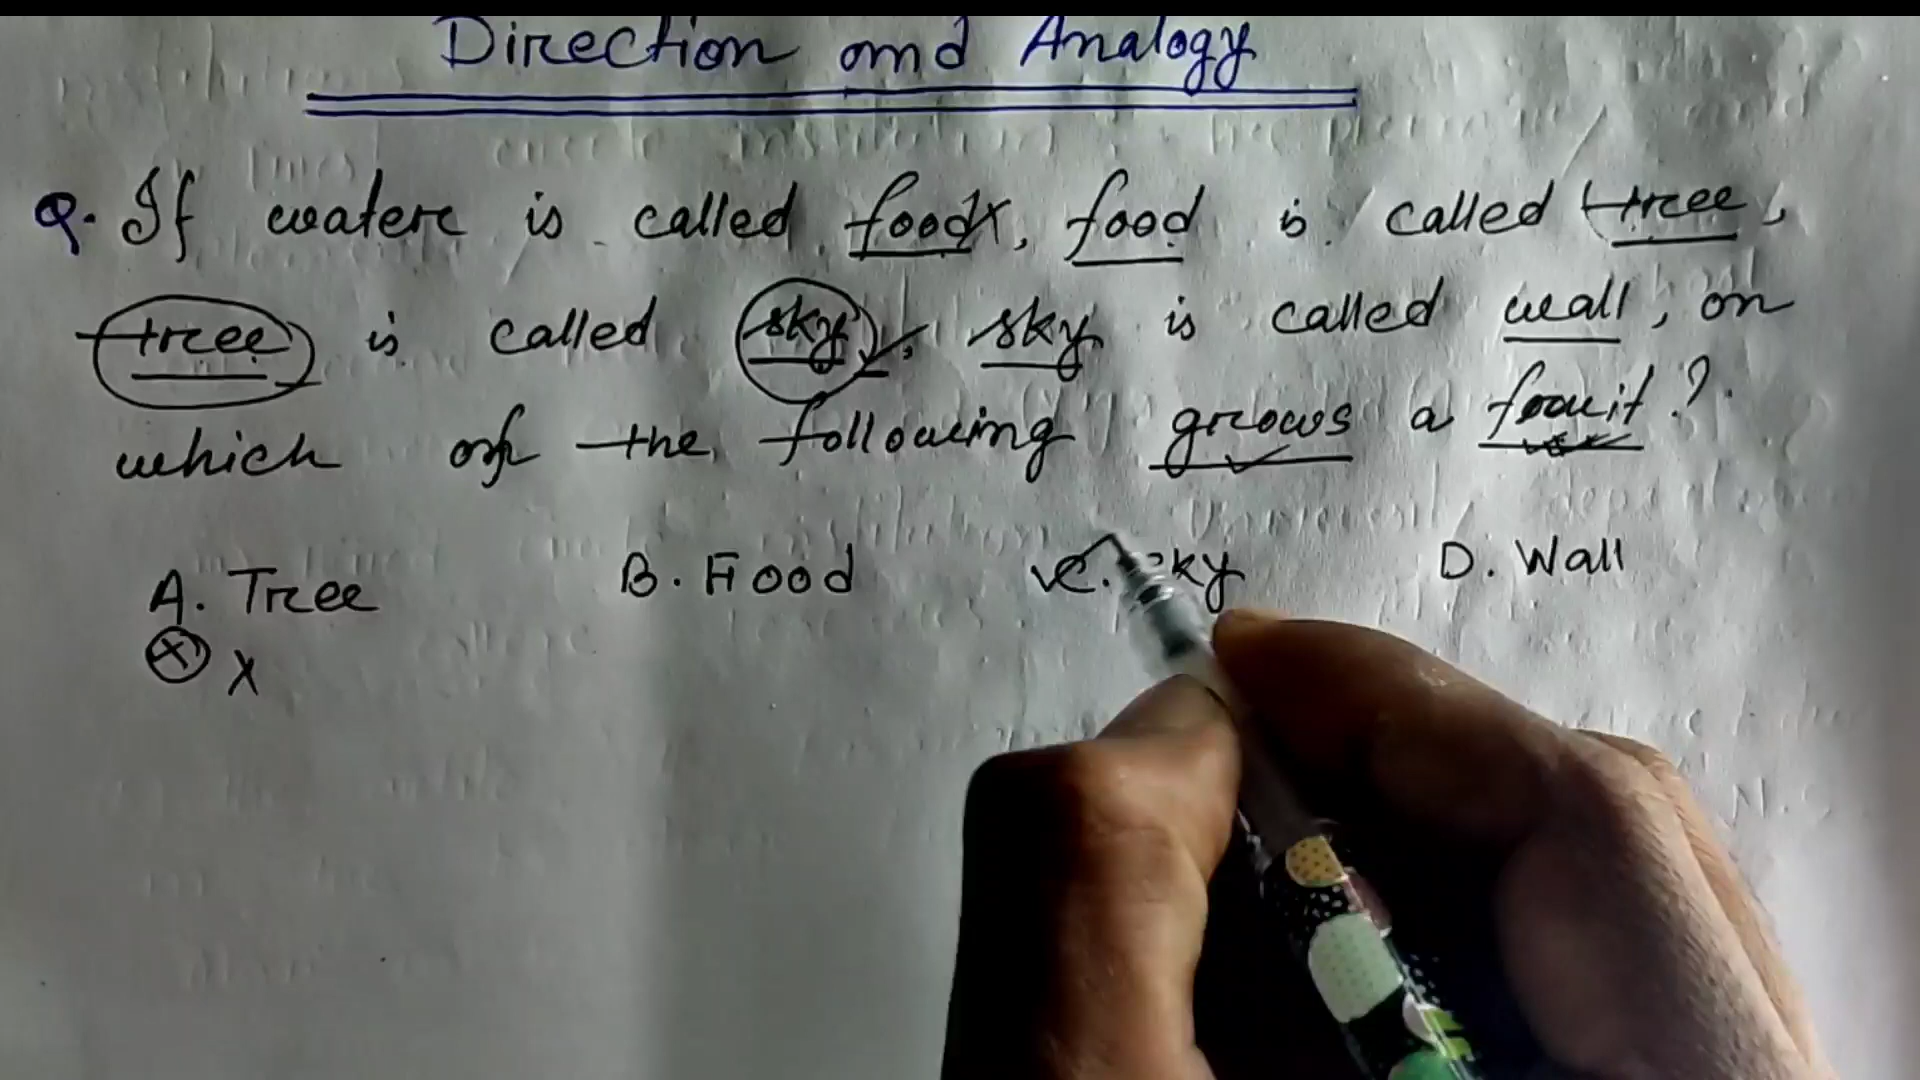 Direction and Analogy
Q. If water is called food, food is called tree,
tree is called sky, sky is called wall, on
which of the following grows a fruit?
A. Tree B. Food C. Sky D. Wall